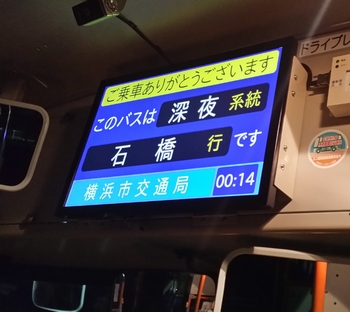 ご乗車ありがとうございます
このバスは 深夜 系統
石橋 行 です
横浜市交通局 00:14
ドライブレ